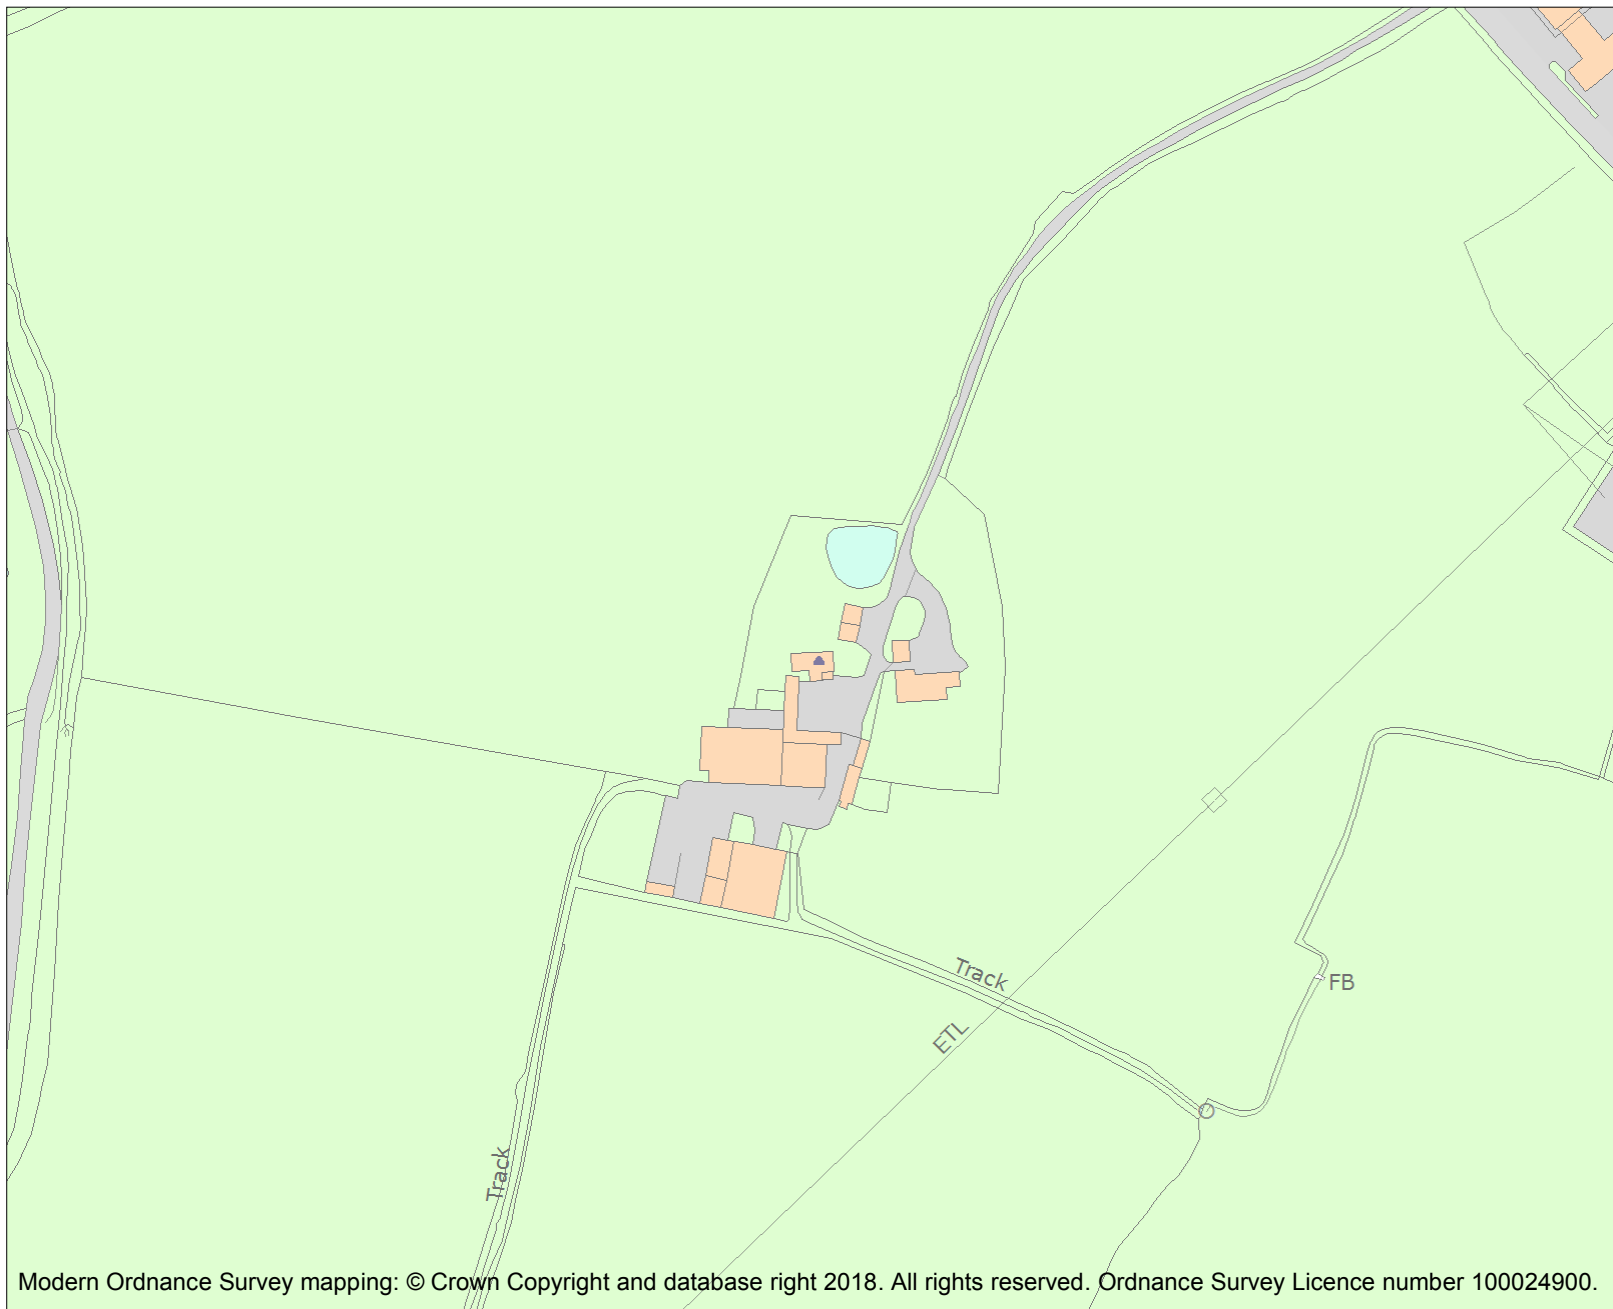 FB
Track
ETL
Track
Modern Ordnance Survey mapping: © Crown Copyright and database right 2018. All rights reserved. Ordnance Survey Licence number 100024900.